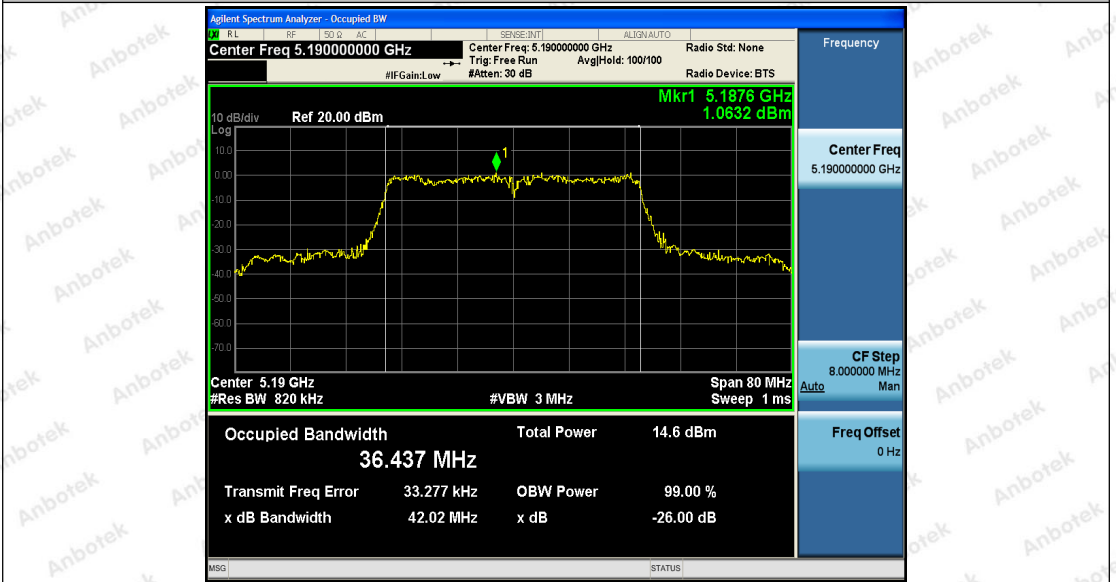 Agilent Spectrum Analyzer - Occupied BW
LXI RL RF 50 Ω AC SENSE:INT ALIGNAUTO
Center Freq 5.190000000 GHz
Center Freq: 5.190000000 GHz Radio Std: None
Trig: Free Run Avg|Hold: 100/100
#IFGain:Low #Atten: 30 dB Radio Device: BTS
Mkr1 5.1876 GHz
1.0632 dBm
10 dB/div Ref 20.00 dBm
Log
10.0
0.00
-10.0
-20.0
-30.0
-40.0
-50.0
-60.0
-70.0
1
Center 5.19 GHz Span 80 MHz
#Res BW 820 kHz #VBW 3 MHz Sweep 1 ms
Occupied Bandwidth Total Power 14.6 dBm
36.437 MHz
Transmit Freq Error 33.277 kHz OBW Power 99.00 %
x dB Bandwidth 42.02 MHz x dB -26.00 dB
MSG STATUS
Frequency
Center Freq
5.190000000 GHz
CF Step
8.000000 MHz
Auto Man
Freq Offset
0 Hz
Anbotek